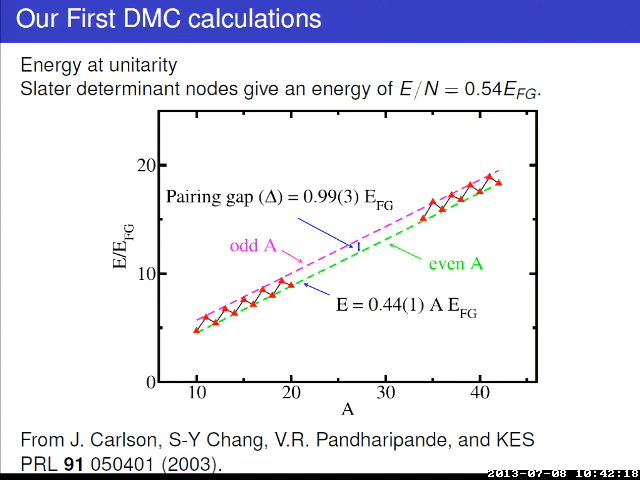 Our First DMC calculations
Energy at unitarity
Slater determinant nodes give an energy of E/N = 0.54E_FG.
20
Pairing gap (Δ) = 0.99(3) E_FG
E/E_FG
odd A
even A
10
E = 0.44(1) A E_FG
0
10 20 30 40
A
From J. Carlson, S-Y Chang, V.R. Pandharipande, and KES
PRL 91 050401 (2003).
2013-07-08 10:42:18